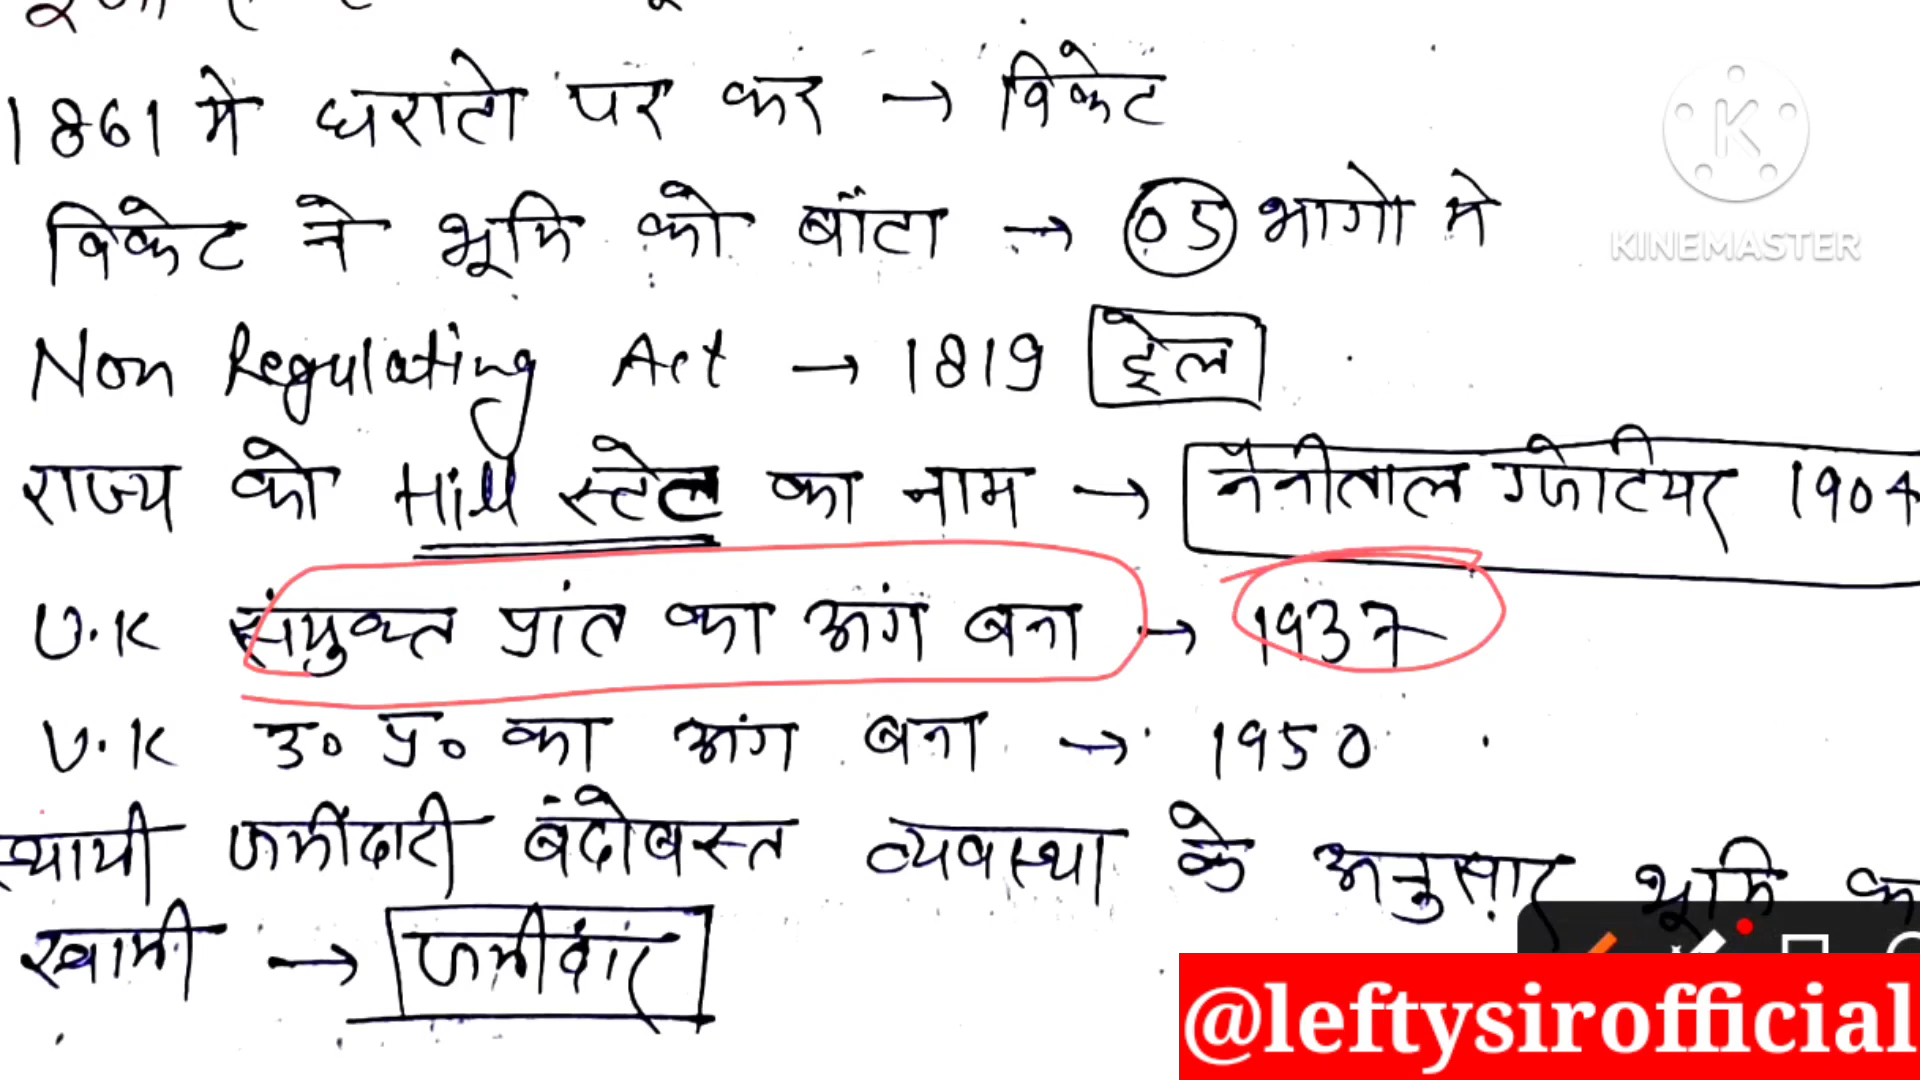 1861 मे घराटो पर कर → विकेट
विकेट ने भूमि को बाँटा → 05 भागो मे
Non Regulating Act → 1819 ट्रेल
राज्य को Hill स्टेट का नाम → नैनीताल गजेटियर 1904
U.K संयुक्त प्रांत का अंग बना → 1937
U.K उ० प्र० का अंग बना → 1950
स्थायी जमींदारी बंदोबस्त व्यवस्था के अनुसार भूमि का
स्वामी → जमीदार
K
KINEMASTER
@leftysirofficial